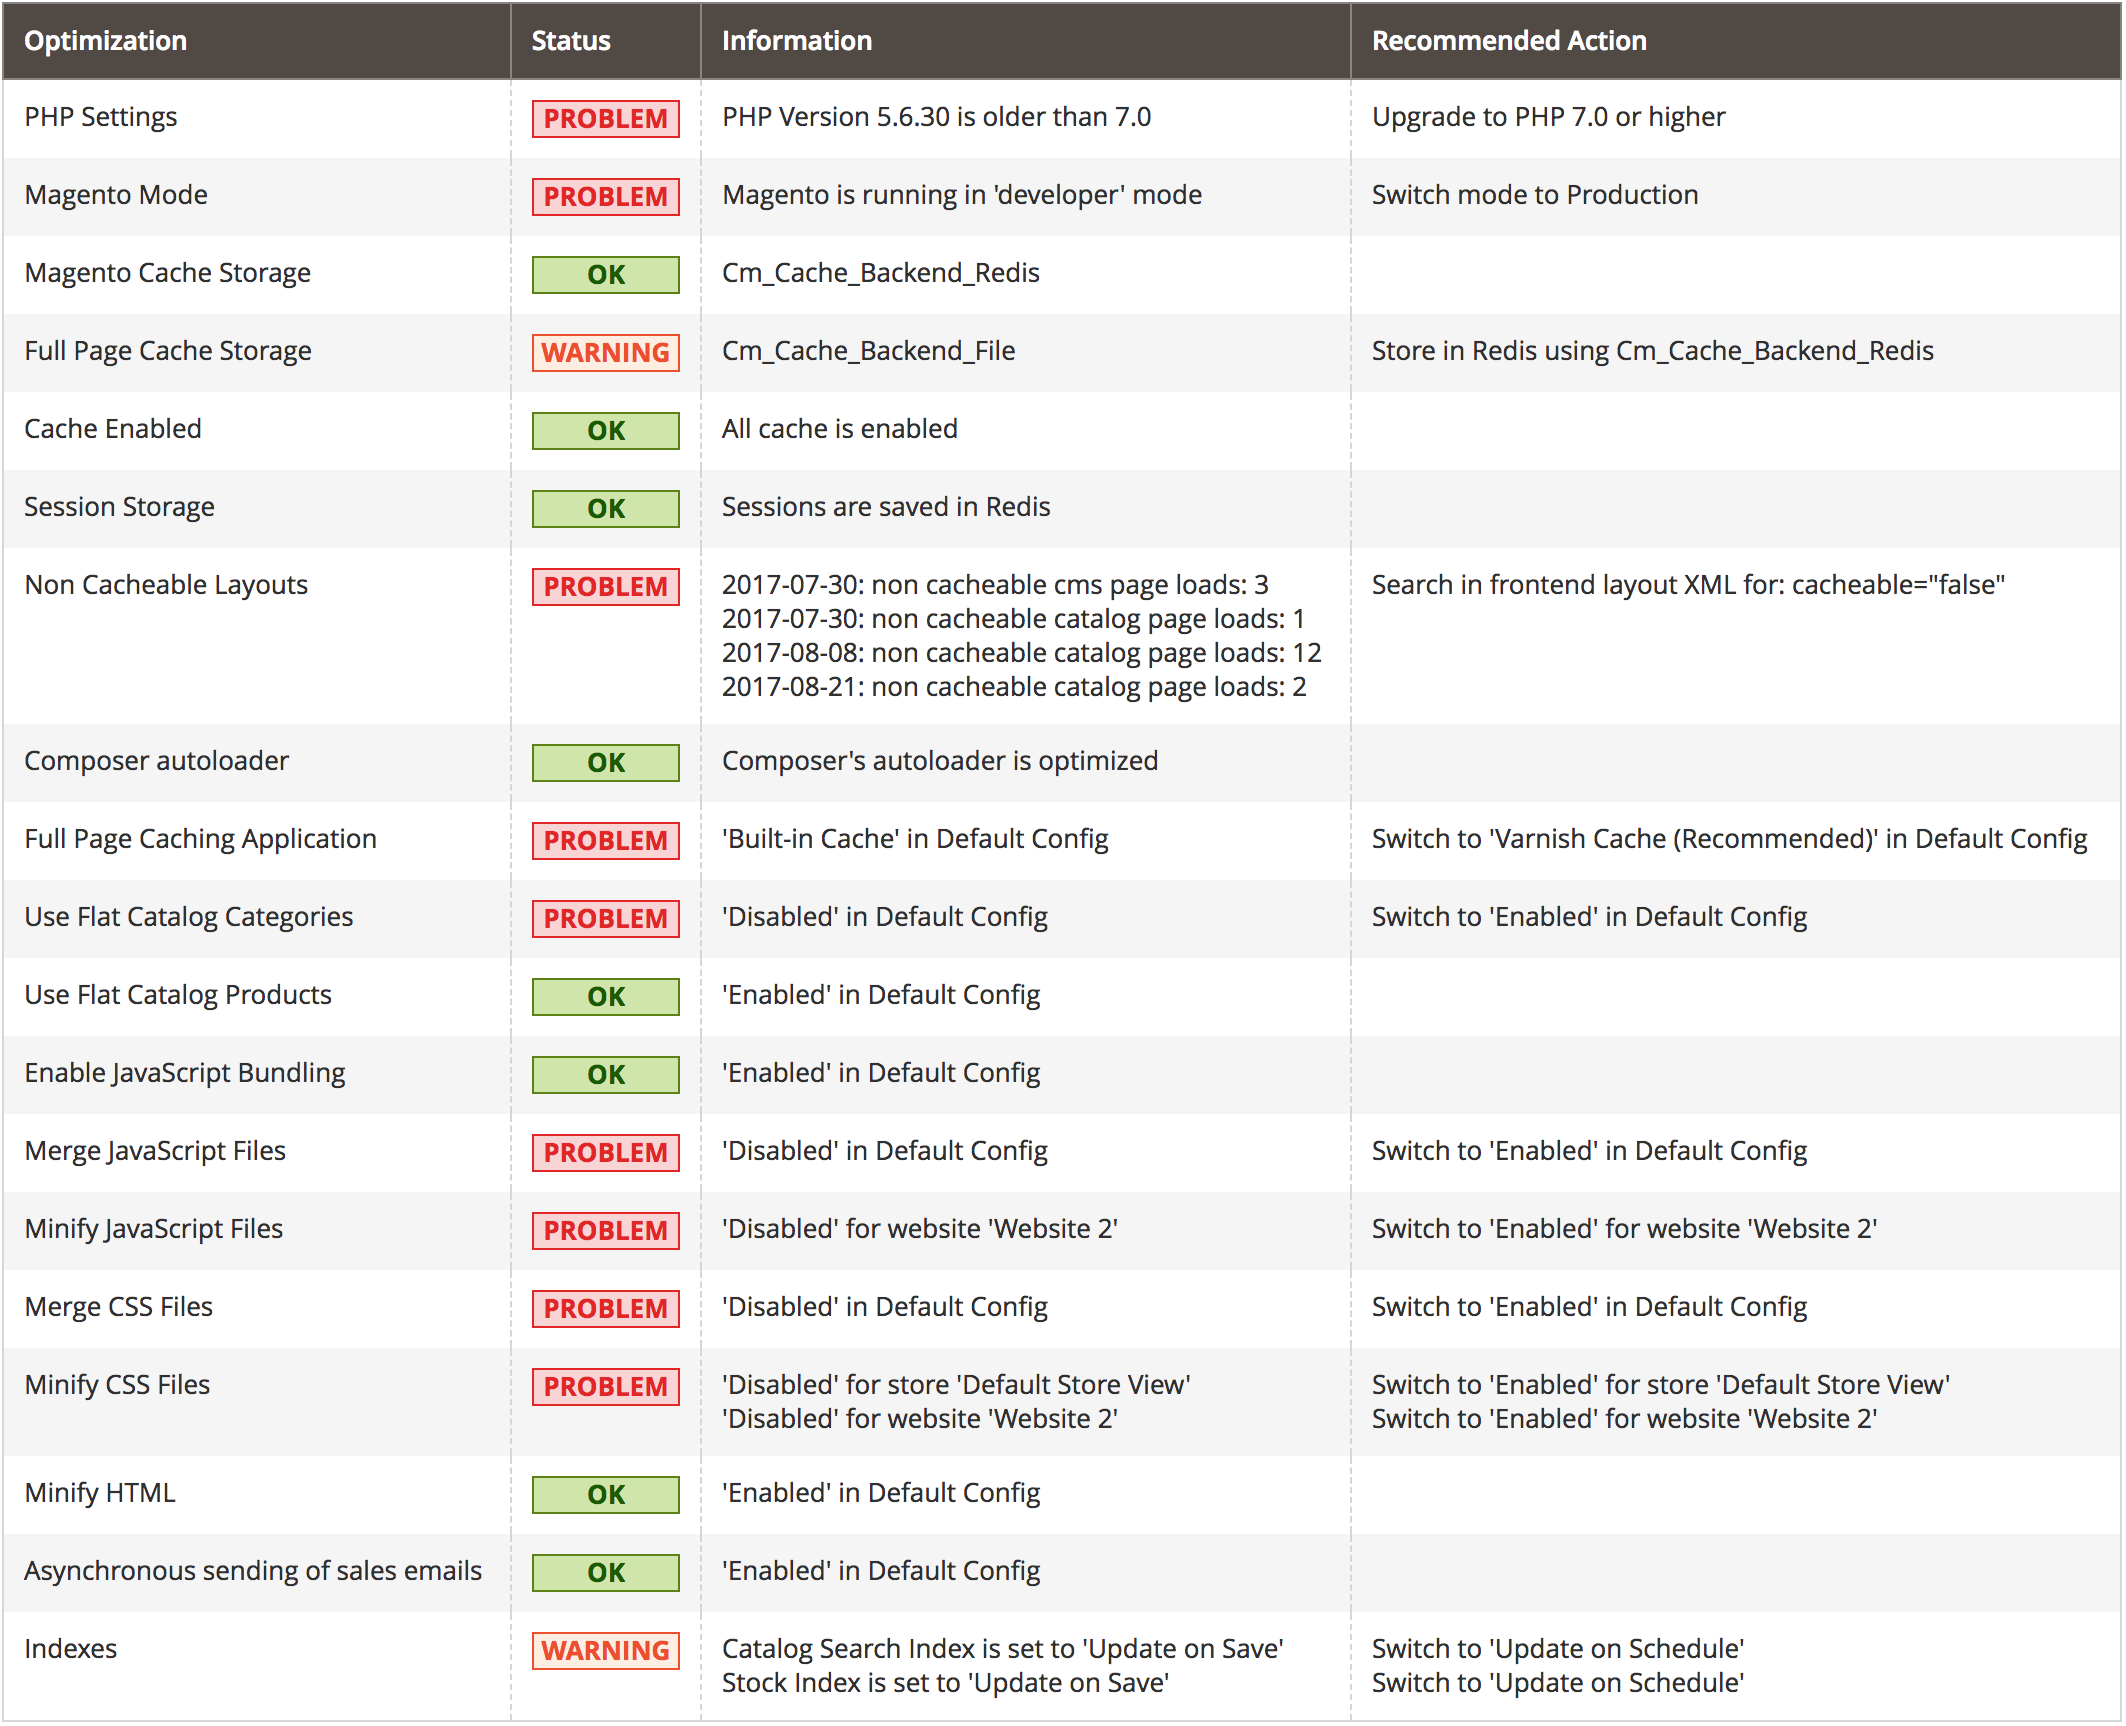 Optimization Status Information Recommended Action
PHP Settings PROBLEM PHP Version 5.6.30 is older than 7.0 Upgrade to PHP 7.0 or higher
Magento Mode PROBLEM Magento is running in 'developer' mode Switch mode to Production
Magento Cache Storage OK Cm_Cache_Backend_Redis
Full Page Cache Storage WARNING Cm_Cache_Backend_File Store in Redis using Cm_Cache_Backend_Redis
Cache Enabled OK All cache is enabled
Session Storage OK Sessions are saved in Redis
Non Cacheable Layouts PROBLEM 2017-07-30: non cacheable cms page loads: 3 Search in frontend layout XML for: cacheable="false"
2017-07-30: non cacheable catalog page loads: 1
2017-08-08: non cacheable catalog page loads: 12
2017-08-21: non cacheable catalog page loads: 2
Composer autoloader OK Composer's autoloader is optimized
Full Page Caching Application PROBLEM 'Built-in Cache' in Default Config Switch to 'Varnish Cache (Recommended)' in Default Config
Use Flat Catalog Categories PROBLEM 'Disabled' in Default Config Switch to 'Enabled' in Default Config
Use Flat Catalog Products OK 'Enabled' in Default Config
Enable JavaScript Bundling OK 'Enabled' in Default Config
Merge JavaScript Files PROBLEM 'Disabled' in Default Config Switch to 'Enabled' in Default Config
Minify JavaScript Files PROBLEM 'Disabled' for website 'Website 2' Switch to 'Enabled' for website 'Website 2'
Merge CSS Files PROBLEM 'Disabled' in Default Config Switch to 'Enabled' in Default Config
Minify CSS Files PROBLEM 'Disabled' for store 'Default Store View' Switch to 'Enabled' for store 'Default Store View'
'Disabled' for website 'Website 2' Switch to 'Enabled' for website 'Website 2'
Minify HTML OK 'Enabled' in Default Config
Asynchronous sending of sales emails OK 'Enabled' in Default Config
Indexes WARNING Catalog Search Index is set to 'Update on Save' Switch to 'Update on Schedule'
Stock Index is set to 'Update on Save' Switch to 'Update on Schedule'